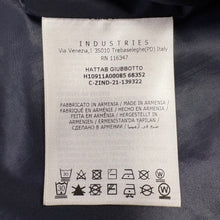 INDUSTRIES
Via Venezia,1 35010 Trebaseleghe(PD) Italy
RN 116347
HATTAB GIUBBOTTO
H10911A00085 68352
C-ZIND-21-139322
FABBRICATO IN ARMENIA / MADE IN ARMENIA /
FABRIQUÉ EN ARMENIE / HECHO EN ARMENIA /
FEITA EM ARMÊNIA / HERGESTELLT IN
ARMENIEN / ERMENISTAN'DA YAPILAN /
СДЕЛАНО В АРМЕНИИ /